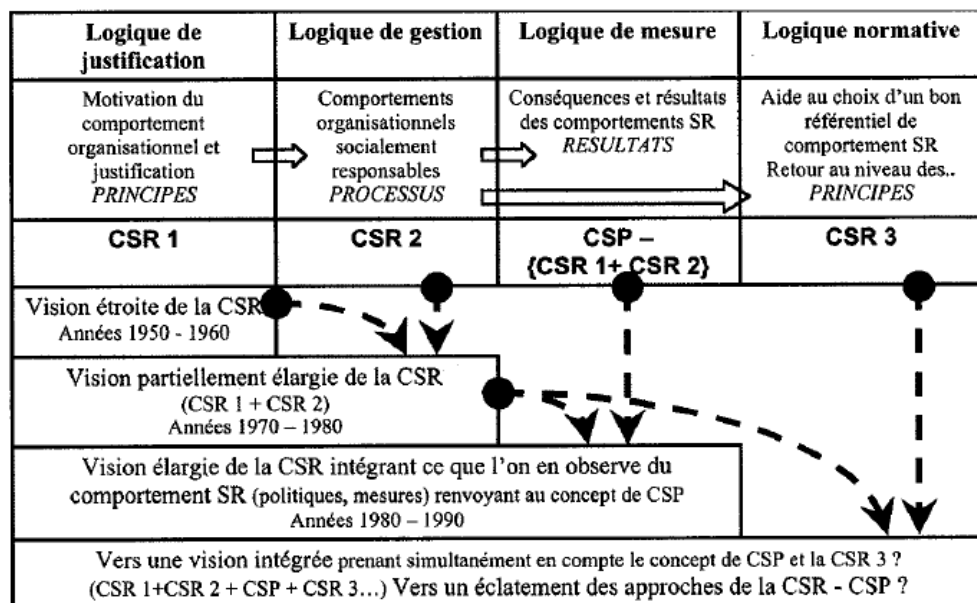 Logique de
justification
Logique de gestion
Logique de mesure
Logique normative
Motivation du
comportement
organisationnel et
justification
PRINCIPES
Comportements
organisationnels
socialement
responsables
PROCESSUS
Conséquences et résultats
des comportements SR
RESULTATS
Aide au choix d'un bon
référentiel de
comportement SR
Retour au niveau des..
PRINCIPES
CSR 1
CSR 2
CSP –
{CSR 1+ CSR 2}
CSR 3
Vision étroite de la CSR
Années 1950 - 1960
Vision partiellement élargie de la CSR
(CSR 1 + CSR 2)
Années 1970 – 1980
Vision élargie de la CSR intégrant ce que l'on en observe du
comportement SR (politiques, mesures) renvoyant au concept de CSP
Années 1980 – 1990
Vers une vision intégrée prenant simultanément en compte le concept de CSP et la CSR 3 ?
(CSR 1+CSR 2 + CSP + CSR 3...) Vers un éclatement des approches de la CSR - CSP ?